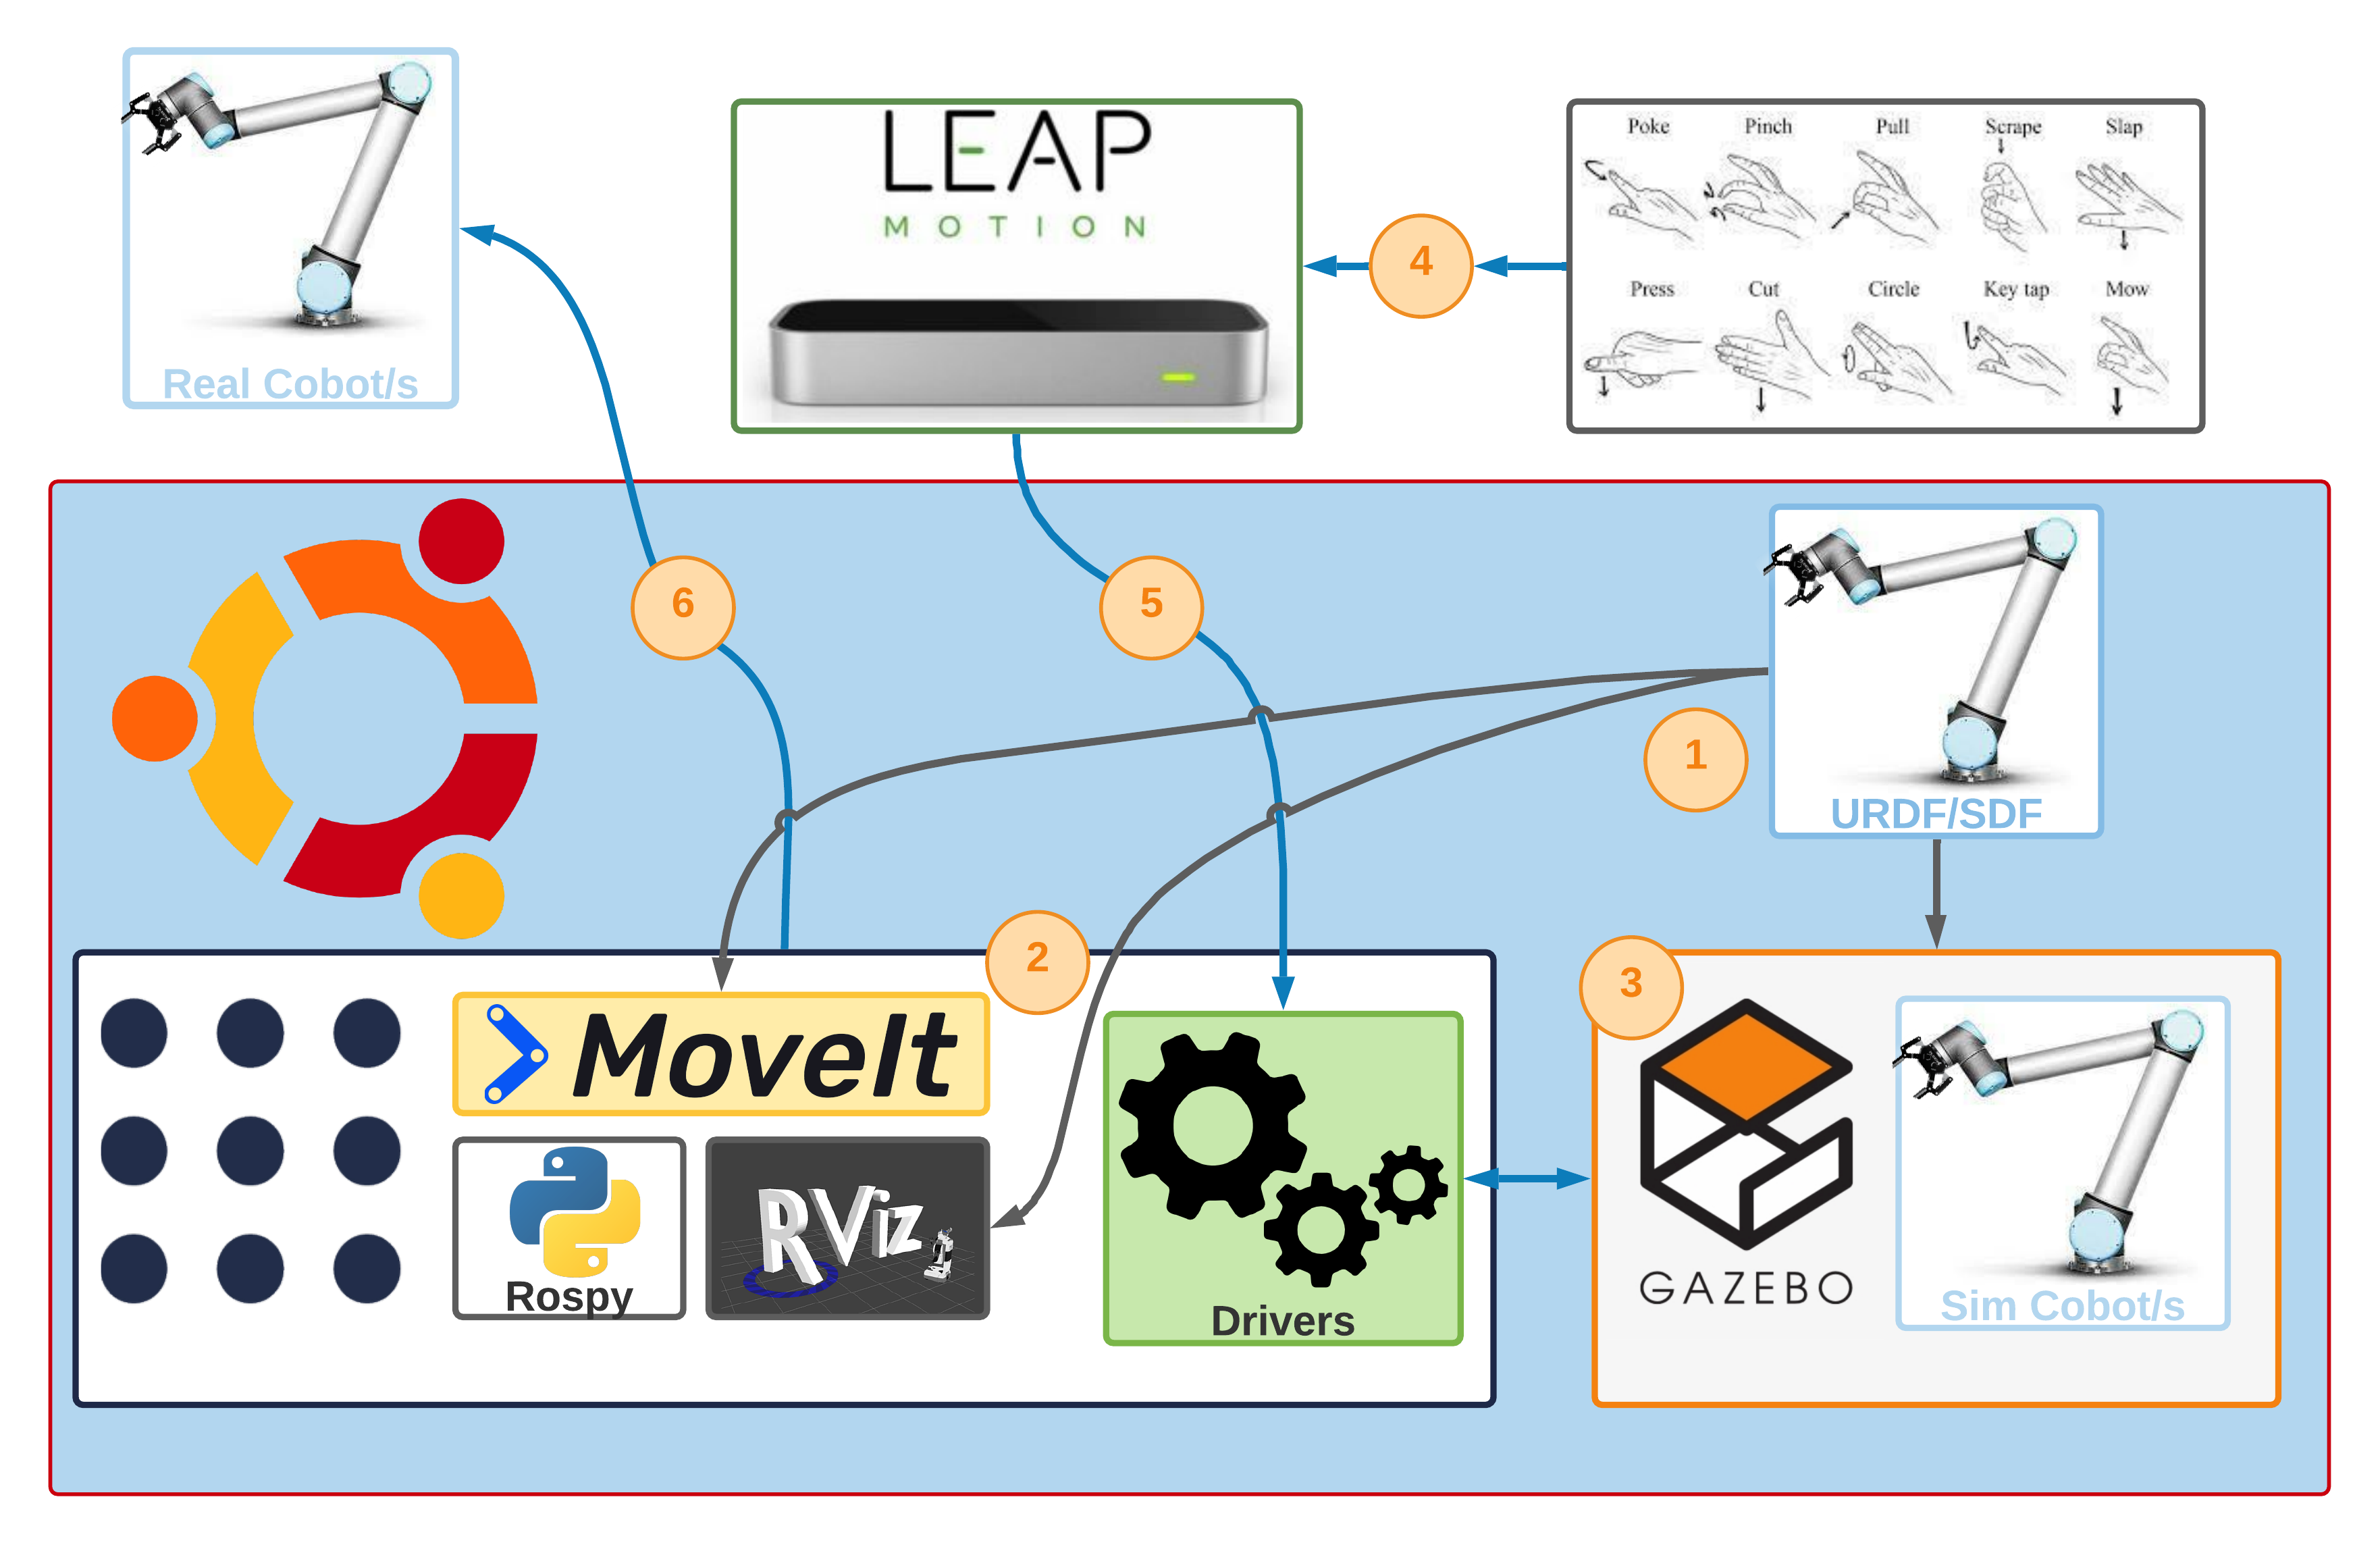 LEAP
MOTION
Real Cobot/s
4
Poke Pinch Pull Scrape Slap
Press Cut Circle Key tap Mow
6
5
1
URDF/SDF
2
3
MoveIt
Rospy
RViz
Drivers
GAZEBO
Sim Cobot/s